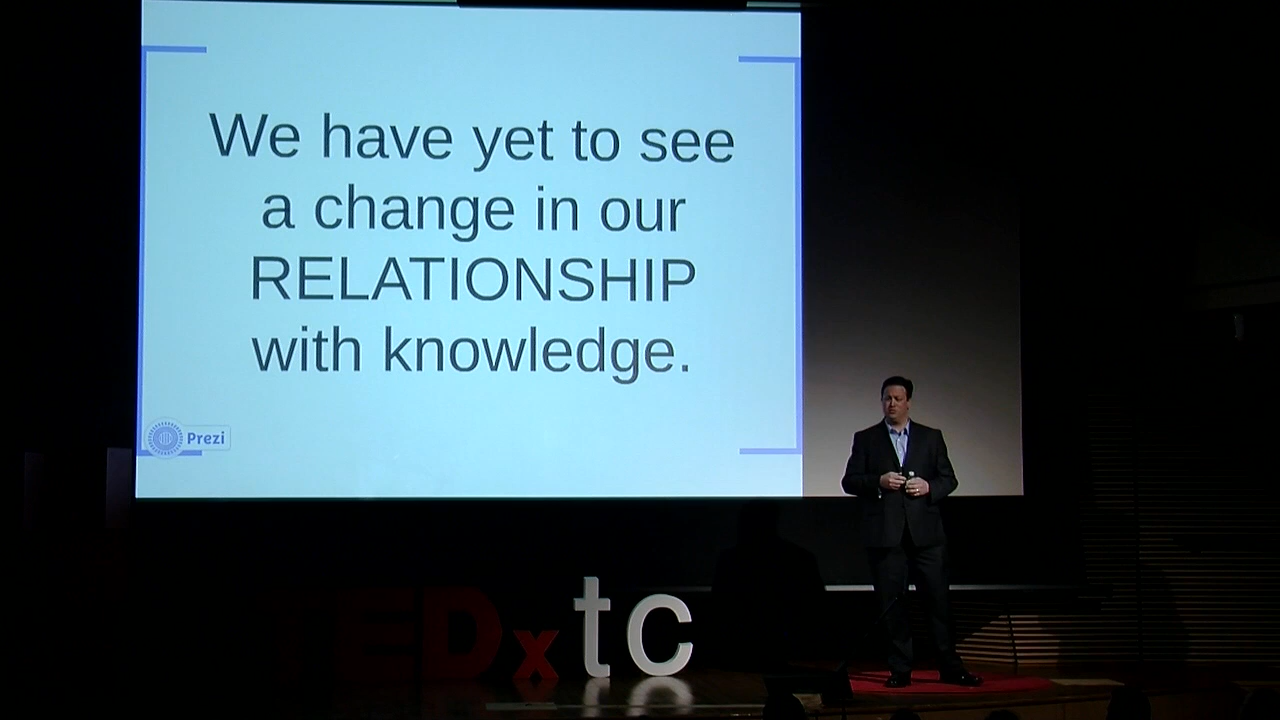 We have yet to see
a change in our
RELATIONSHIP
with knowledge.
Prezi
TEDxtc